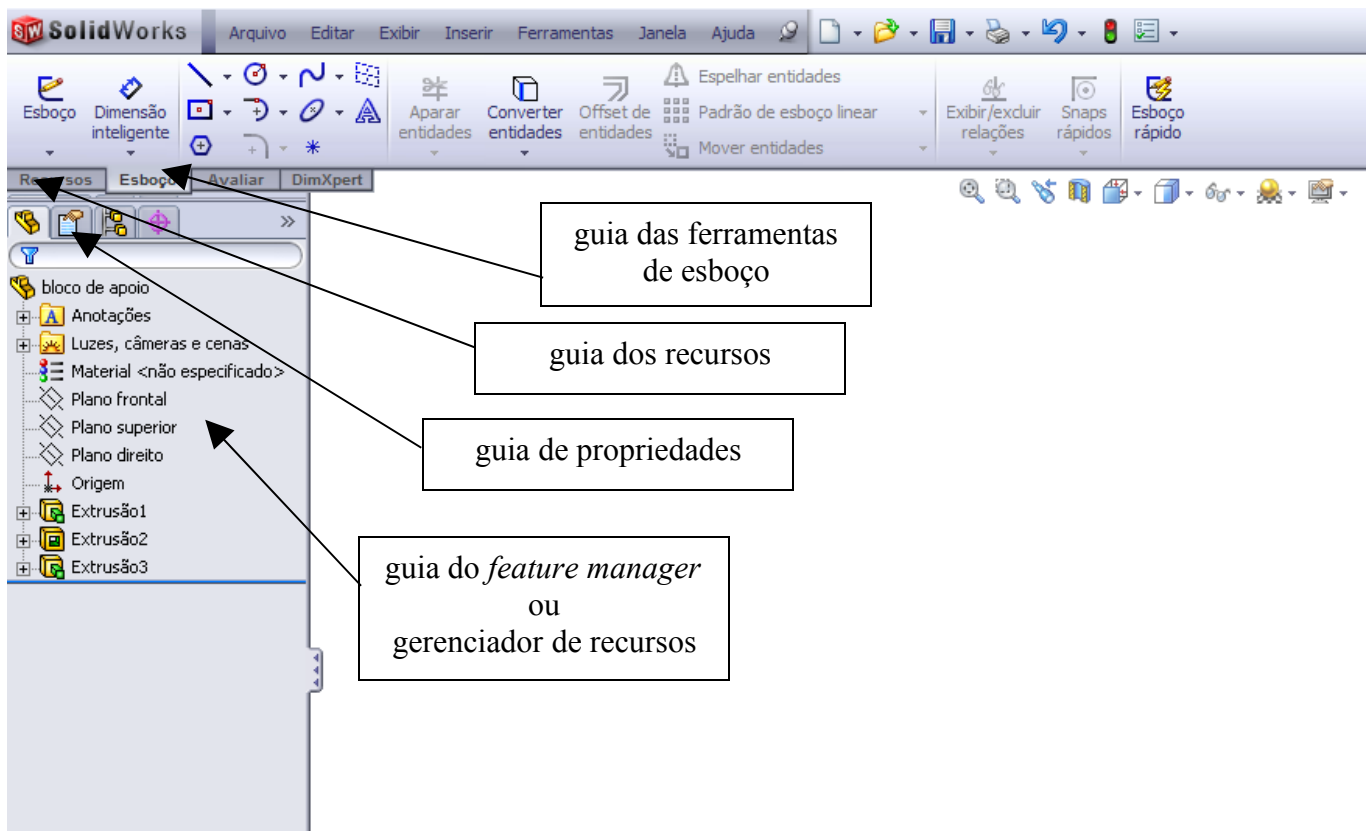 SolidWorks Arquivo Editar Exibir Inserir Ferramentas Janela Ajuda
Esboço
Dimensão
inteligente
Aparar
entidades
Converter
entidades
Offset de
entidades
Espelhar entidades
Padrão de esboço linear
Mover entidades
Exibir/excluir
relações
Snaps
rápidos
Esboço
rápido
Recursos Esboço Avaliar DimXpert
bloco de apoio
Anotações
Luzes, câmeras e cenas
Material <não especificado>
Plano frontal
Plano superior
Plano direito
Origem
Extrusão1
Extrusão2
Extrusão3
guia das ferramentas
de esboço
guia dos recursos
guia de propriedades
guia do feature manager
ou
gerenciador de recursos